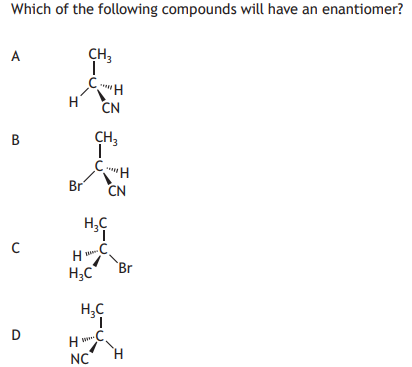 Which of the following compounds will have an enantiomer?
A
CH3
C H
H CN
B
CH3
C H
Br CN
C
H3C
H C
H3C Br
D
H3C
H C
NC H